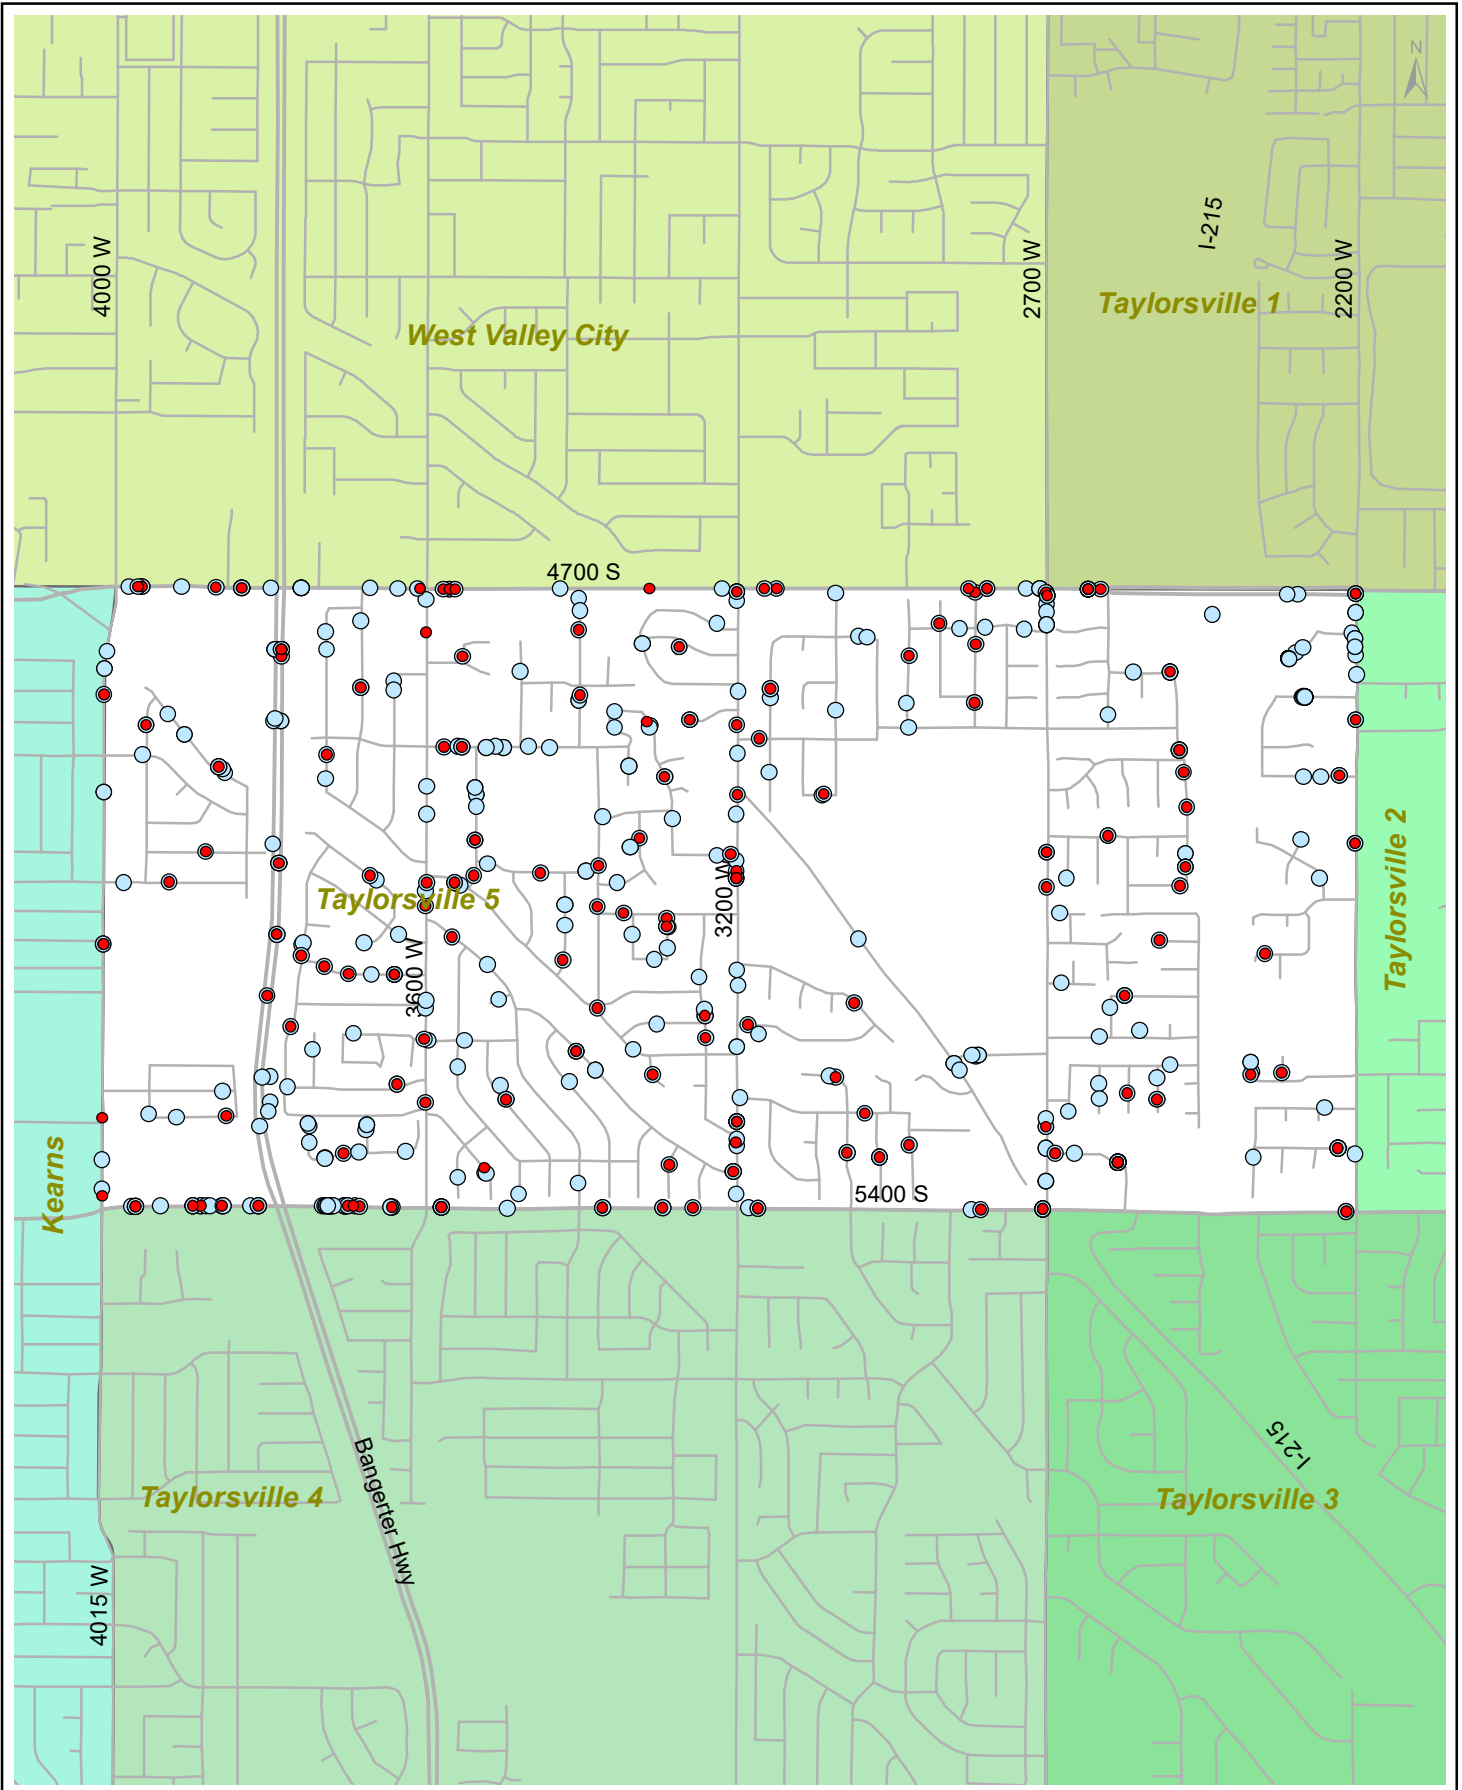 N
I-215
4000 W
2700 W
2200 W
Taylorsville 1
West Valley City
4700 S
Taylorsville 2
3200 W
Taylorsville 5
3600 W
Kearns
5400 S
I-215
Bangerter Hwy
Taylorsville 4
Taylorsville 3
4015 W